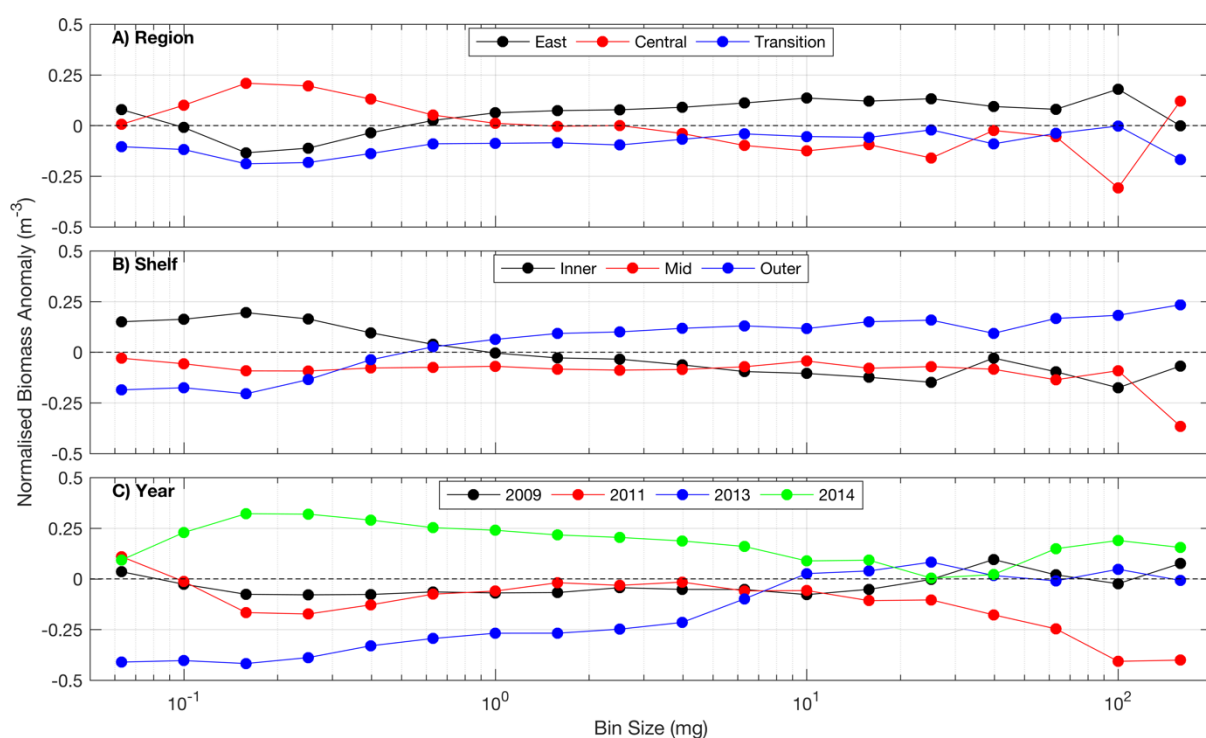 A) Region
East Central Transition
0.5
0.25
0
-0.25
-0.5
B) Shelf
Inner Mid Outer
0.5
0.25
0
-0.25
-0.5
C) Year
2009 2011 2013 2014
0.5
0.25
0
-0.25
-0.5
Normalised Biomass Anomaly (m-3)
10-1 100 101 102
Bin Size (mg)